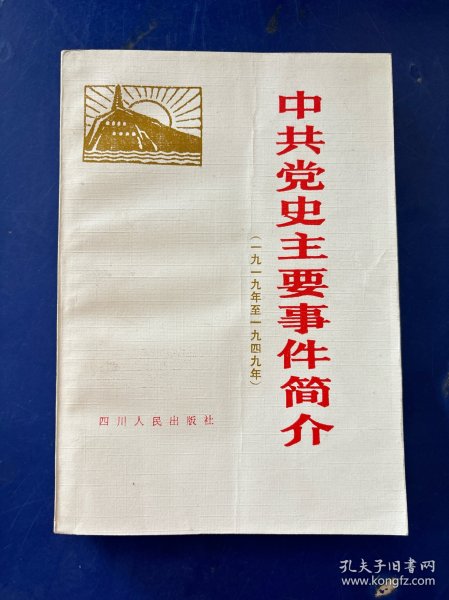 中共党史主要事件简介
(一九一九年至一九四九年)
四川人民出版社
孔夫子旧书网
www.kongfz.com